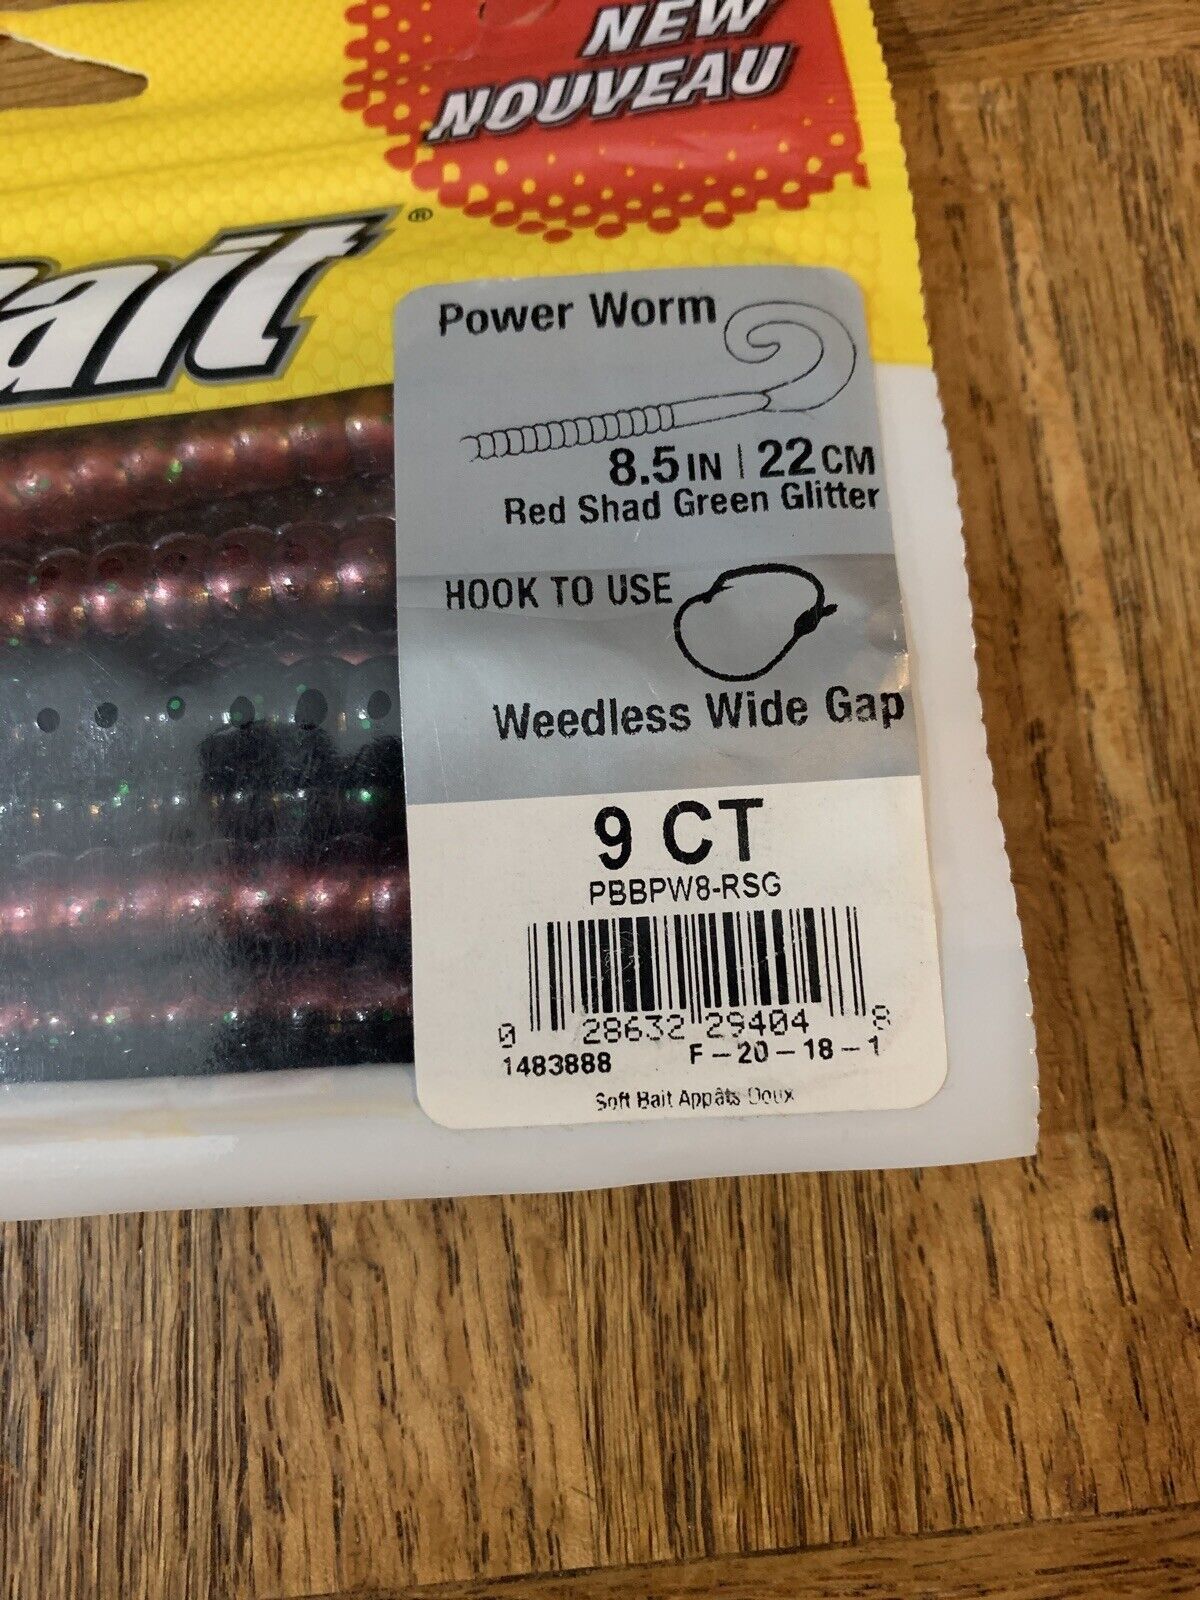 NEW
NOUVEAU
ait®
Power Worm
8.5 IN | 22 CM
Red Shad Green Glitter
HOOK TO USE
Weedless Wide Gap
9 CT
PBBPW8-RSG
0 28632 29404 8
1483888 F-20-18-1
Soft Bait Appâts Doux